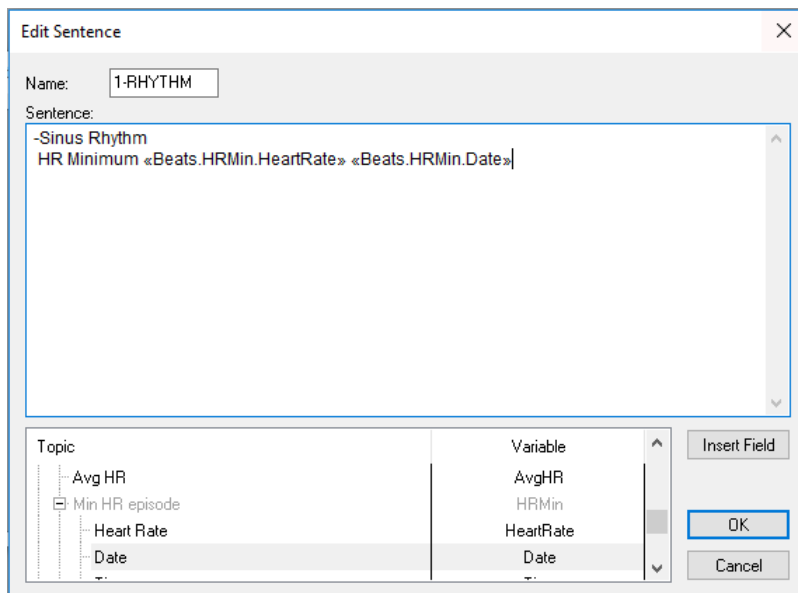 Edit Sentence
Name: 1-RHYTHM
Sentence:
-Sinus Rhythm
HR Minimum «Beats.HRMin.HeartRate» «Beats.HRMin.Date»
Topic Variable Insert Field
Avg HR AvgHR
Min HR episode HRMin
Heart Rate HeartRate OK
Date Date
Cancel